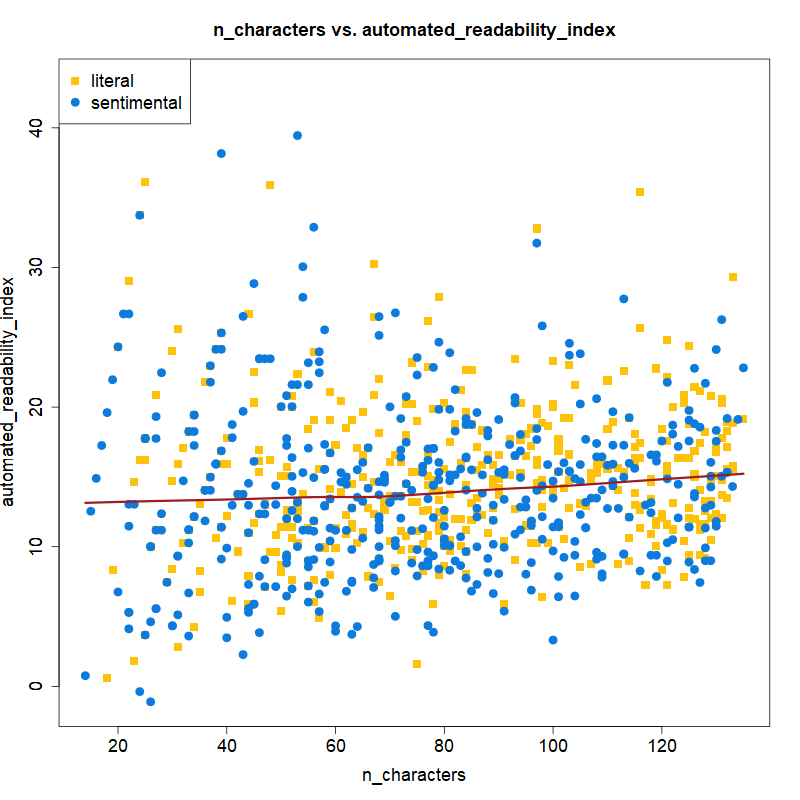 n_characters vs. automated_readability_index
literal
sentimental
automated_readability_index
40
30
20
10
0
20
40
60
80
100
120
n_characters